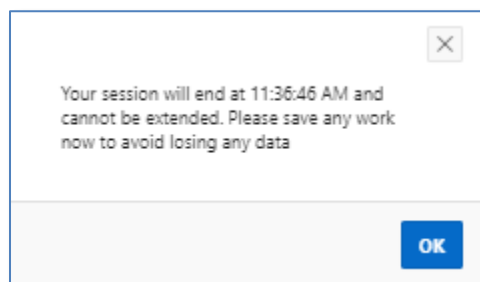 Your session will end at 11:36:46 AM and
cannot be extended. Please save any work
now to avoid losing any data
OK